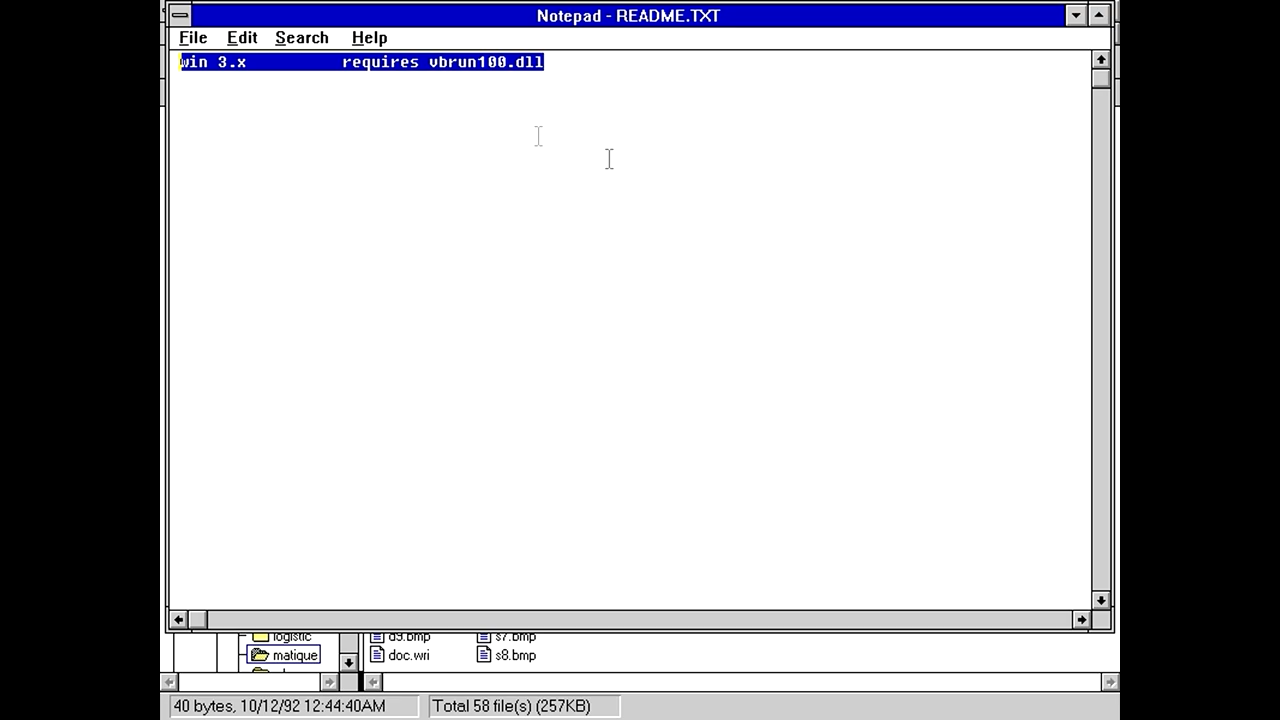 Notepad - README.TXT
File Edit Search Help
win 3.x requires vbrun100.dll
logistic d9.bmp s7.bmp
matique doc.wri s8.bmp
40 bytes, 10/12/92 12:44:40AM Total 58 file(s) (257KB)